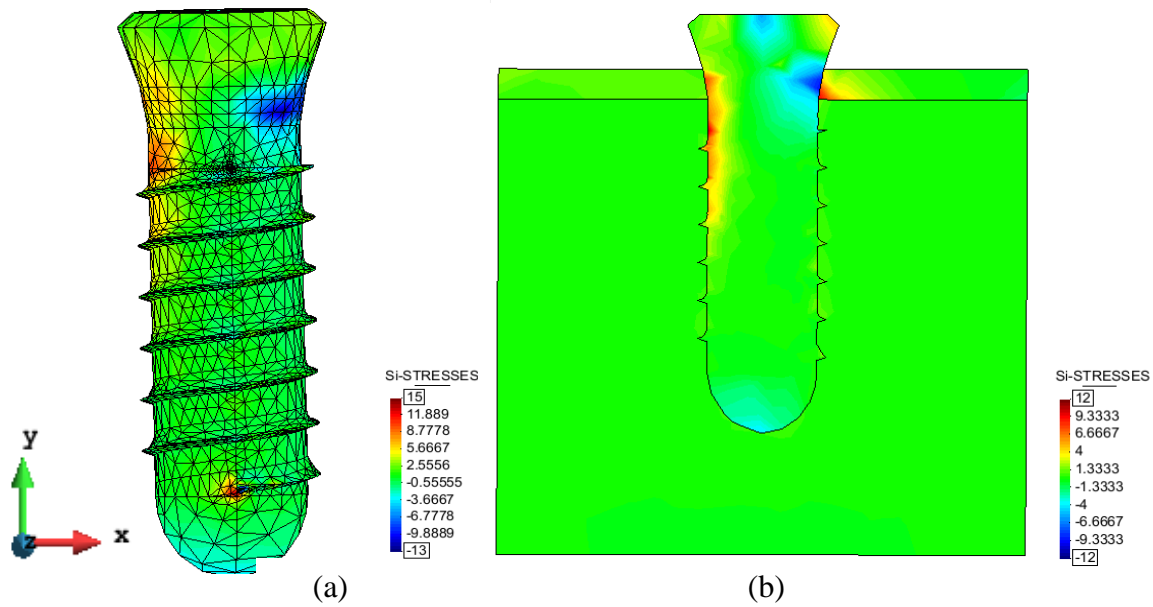 Si-STRESSES
15
11.889
8.7778
5.6667
2.5556
-0.55555
-3.6667
-6.7778
-9.8889
-13
y
z
x
(a)
Si-STRESSES
12
9.3333
6.6667
4
1.3333
-1.3333
-4
-6.6667
-9.3333
-12
(b)